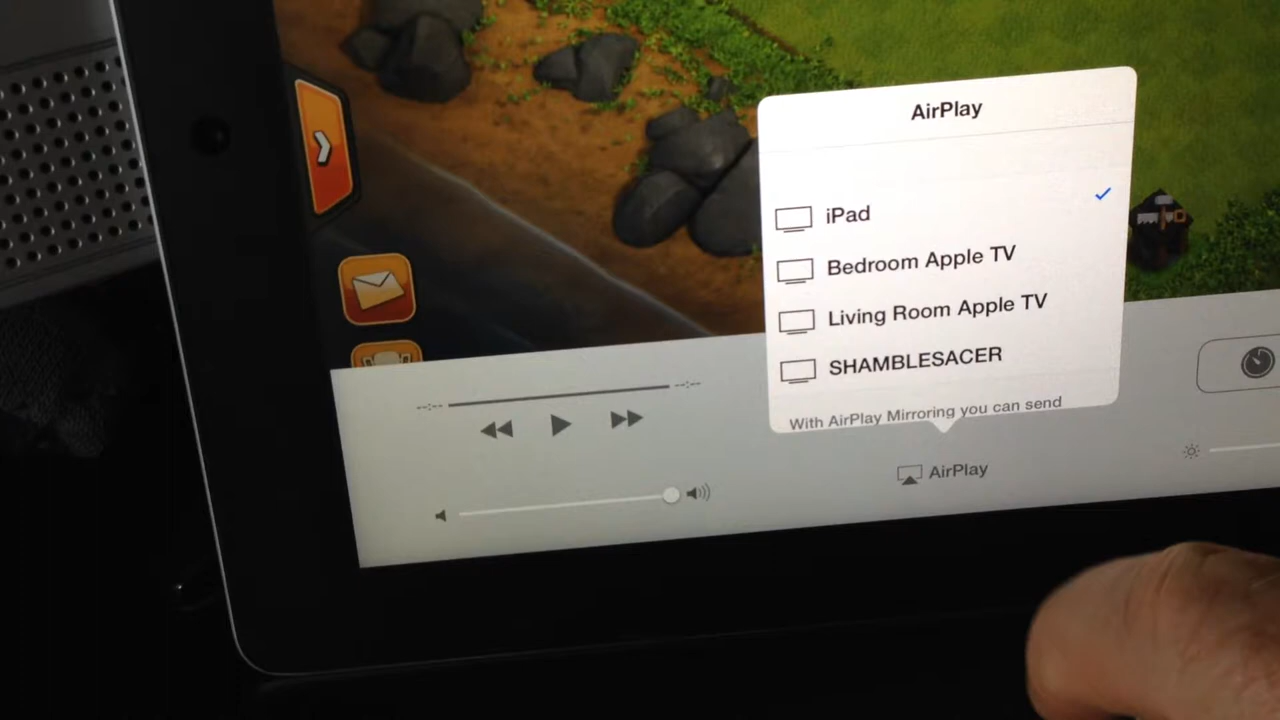 AirPlay
iPad
Bedroom Apple TV
Living Room Apple TV
SHAMBLESACER
With AirPlay Mirroring you can send
--:--
--:--
AirPlay